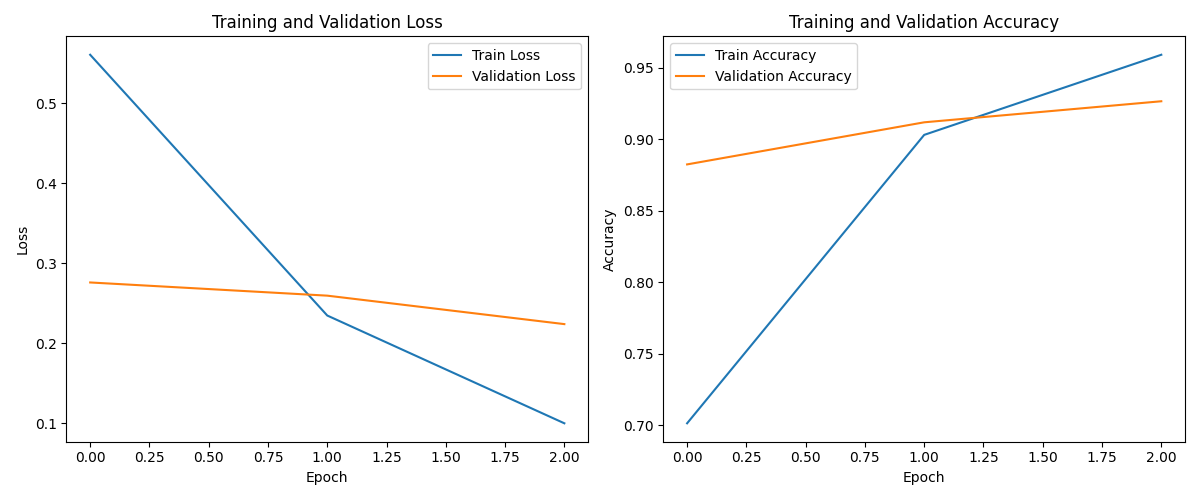 Training and Validation Loss
Train Loss
Validation Loss
0.5
0.4
0.3
0.2
0.1
Loss
0.00 0.25 0.50 0.75 1.00 1.25 1.50 1.75 2.00
Epoch
Training and Validation Accuracy
Train Accuracy
Validation Accuracy
0.95
0.90
0.85
0.80
0.75
0.70
Accuracy
0.00 0.25 0.50 0.75 1.00 1.25 1.50 1.75 2.00
Epoch